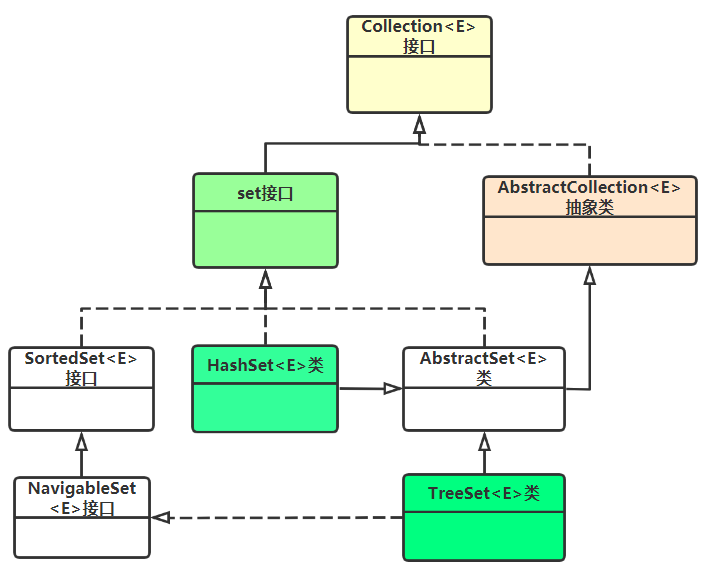 Collection<E>
接口
set接口
AbstractCollection<E>
抽象类
SortedSet<E>
接口
HashSet<E>类
AbstractSet<E>
类
NavigableSet
<E>接口
TreeSet<E>类